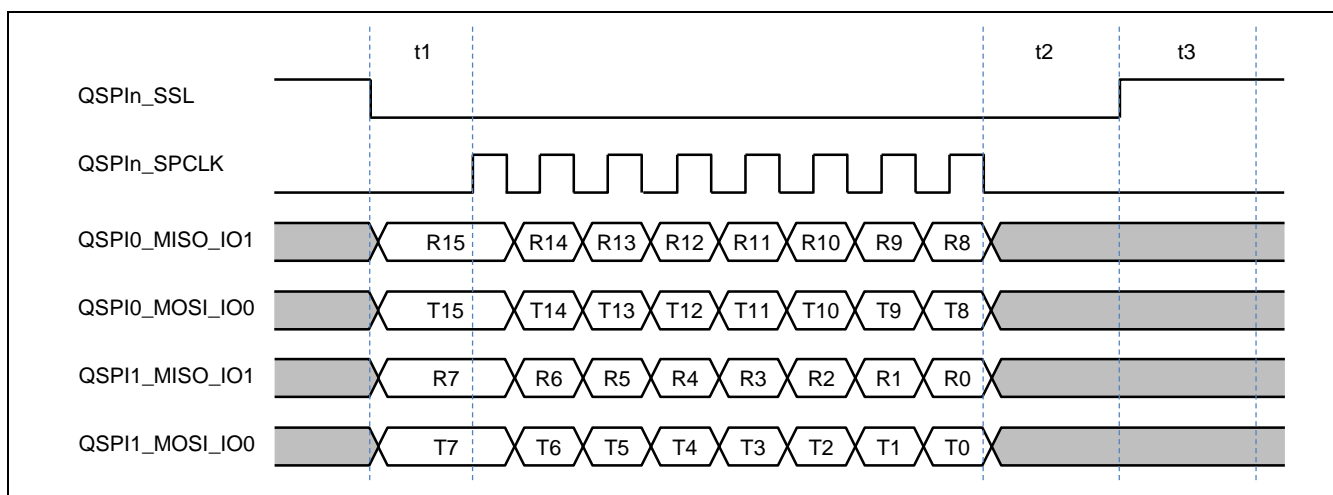 t1 t2 t3
QSPIn_SSL
QSPIn_SPCLK
QSPI0_MISO_IO1 R15 R14 R13 R12 R11 R10 R9 R8
QSPI0_MOSI_IO0 T15 T14 T13 T12 T11 T10 T9 T8
QSPI1_MISO_IO1 R7 R6 R5 R4 R3 R2 R1 R0
QSPI1_MOSI_IO0 T7 T6 T5 T4 T3 T2 T1 T0